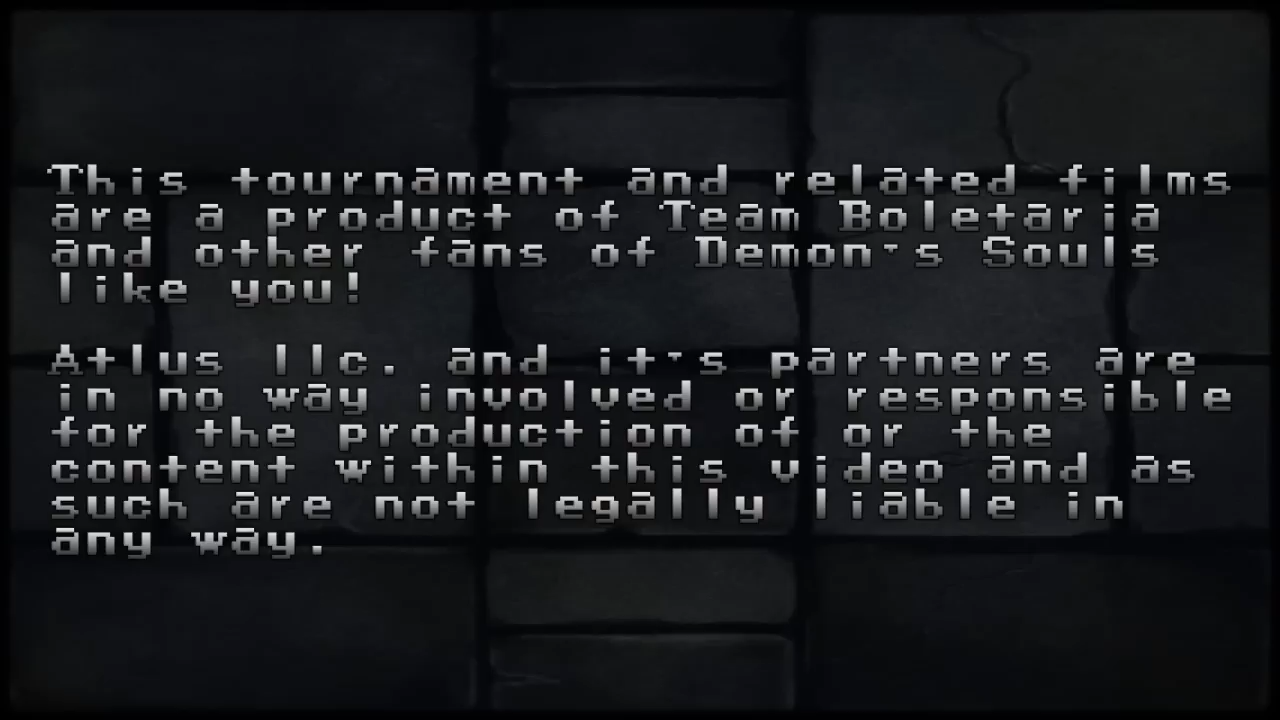 This tournament and related films
are a product of Team Boletaria
and other fans of Demon's Souls
like you!
Atlus llc. and it's partners are
in no way involved or responsible
for the production of or the
content within this video and as
such are not legally liable in
any way.